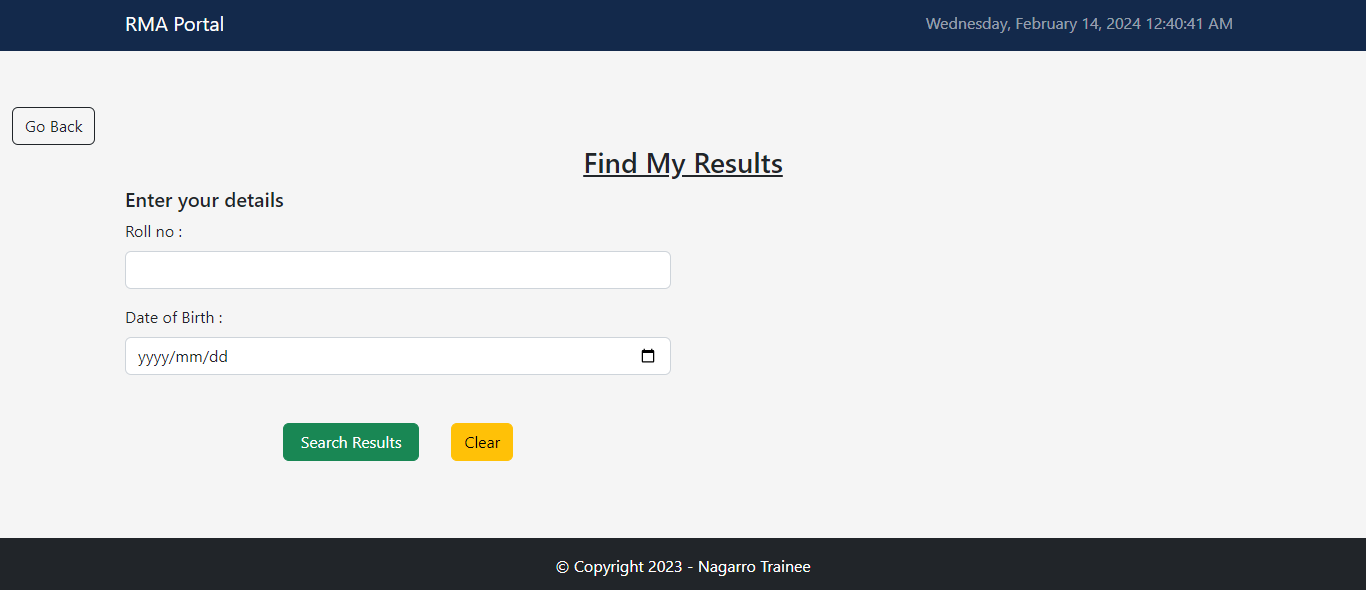 RMA Portal
Wednesday, February 14, 2024 12:40:41 AM
Go Back
Find My Results
Enter your details
Roll no :
Date of Birth :
yyyy/mm/dd
Search Results
Clear
© Copyright 2023 - Nagarro Trainee